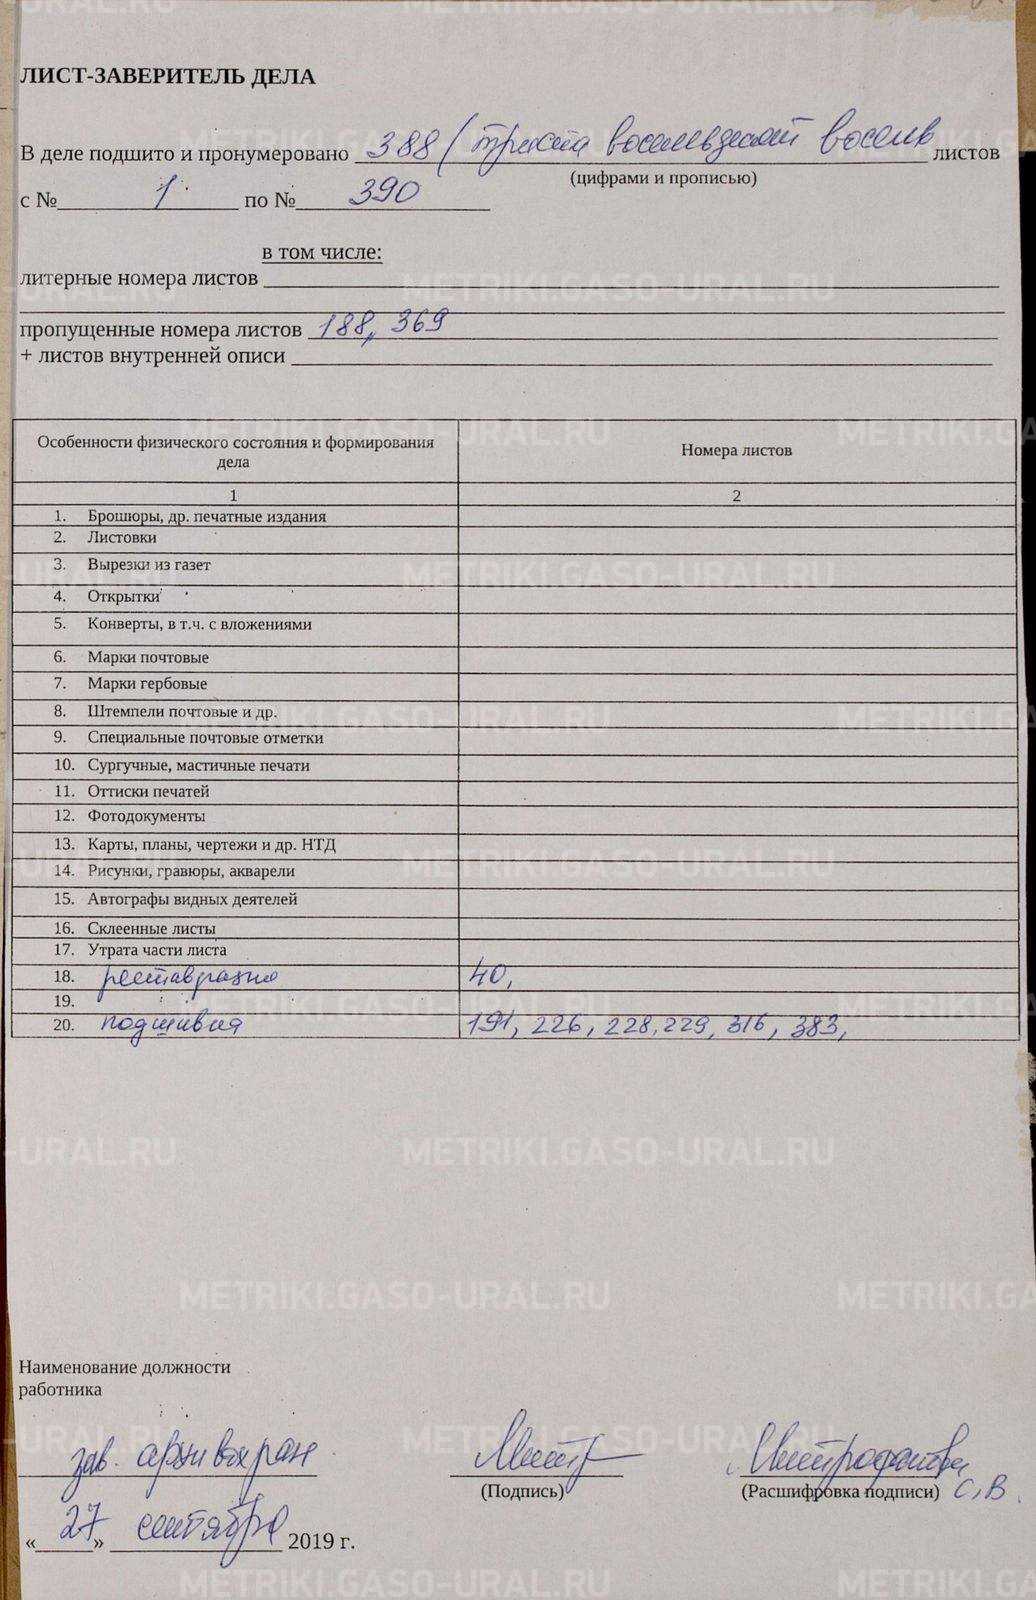 ЛИСТ-ЗАВЕРИТЕЛЬ ДЕЛА
В деле подшито и пронумеровано 388 (триста восемьдесят восемь листов
(цифрами и прописью)
с № 1 по № 390
в том числе:
литерные номера листов
пропущенные номера листов 188, 369
+ листов внутренней описи
Особенности физического состояния и формирования дела Номера листов
1 2
1. Брошюры, др. печатные издания
2. Листовки
3. Вырезки из газет
4. Открытки
5. Конверты, в т.ч. с вложениями
6. Марки почтовые
7. Марки гербовые
8. Штемпели почтовые и др.
9. Специальные почтовые отметки
10. Сургучные, мастичные печати
11. Оттиски печатей
12. Фотодокументы
13. Карты, планы, чертежи и др. НТД
14. Рисунки, гравюры, акварели
15. Автографы видных деятелей
16. Склеенные листы
17. Утрата части листа
18. реставрация 40,
19.
20. подшивка 191, 226, 228, 229, 316, 383,
Наименование должности
работника
зав. архивохран
(Подпись) (Расшифровка подписи) С.В.
«27» сентября 2019 г.
METRIKI.GASO-URAL.RU